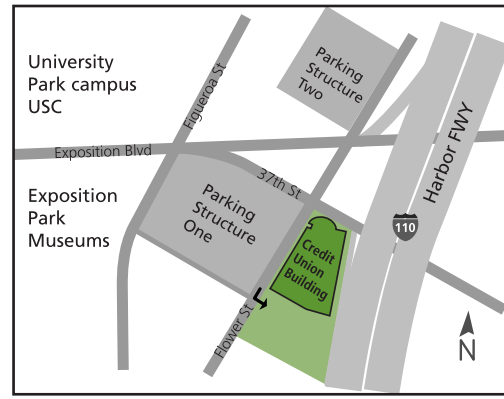 University
Park campus
USC
Figueroa St
Parking
Structure
Two
Exposition Blvd
37th St
Harbor FWY
Exposition
Park
Museums
Parking
Structure
One
Credit
Union
Building
110
Flower St
N